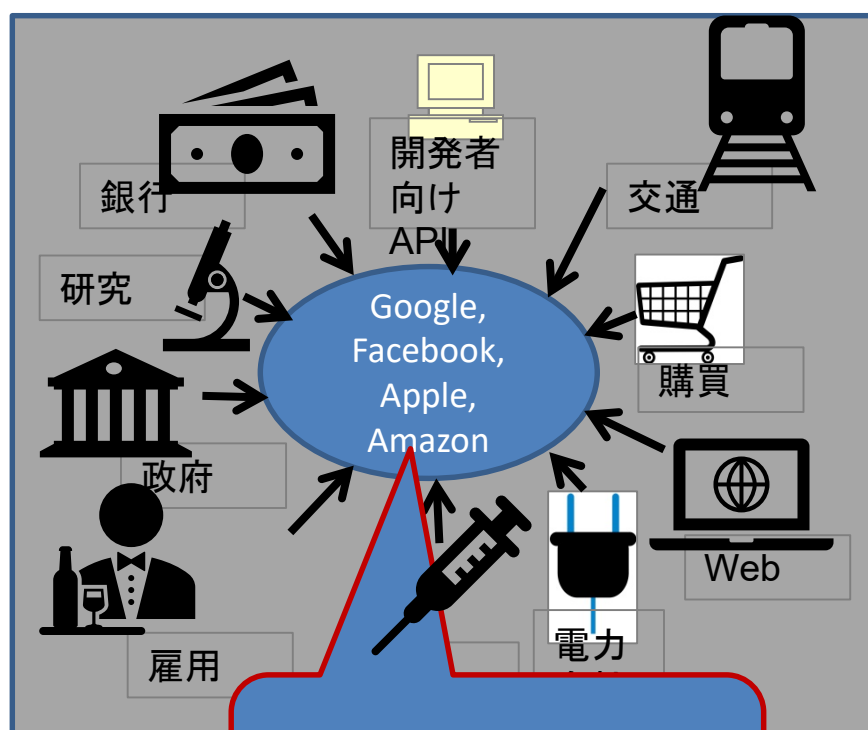 開発者
向け
API
銀行
交通
研究
Google,
Facebook,
Apple,
Amazon
購買
政府
Web
雇用
電力